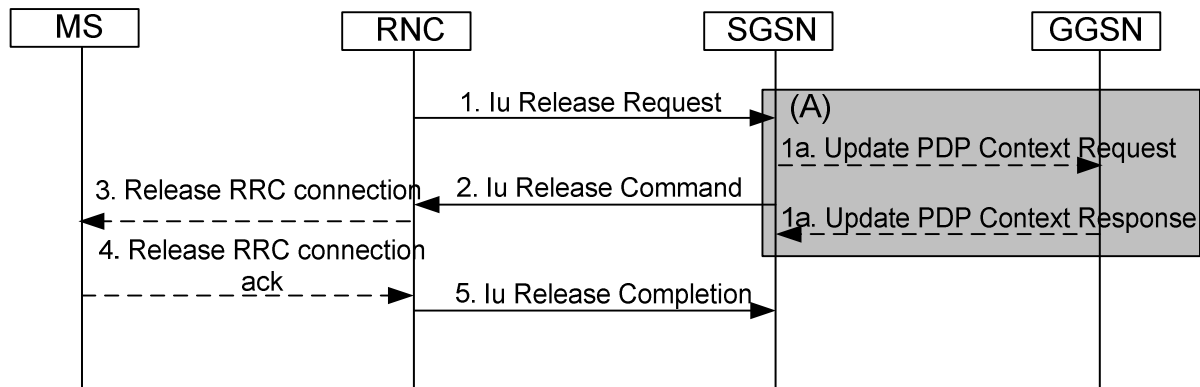 MS
RNC
SGSN
GGSN
1. Iu Release Request
(A)
1a. Update PDP Context Request
3. Release RRC connection
2. Iu Release Command
1a. Update PDP Context Response
4. Release RRC connection
ack
5. Iu Release Completion